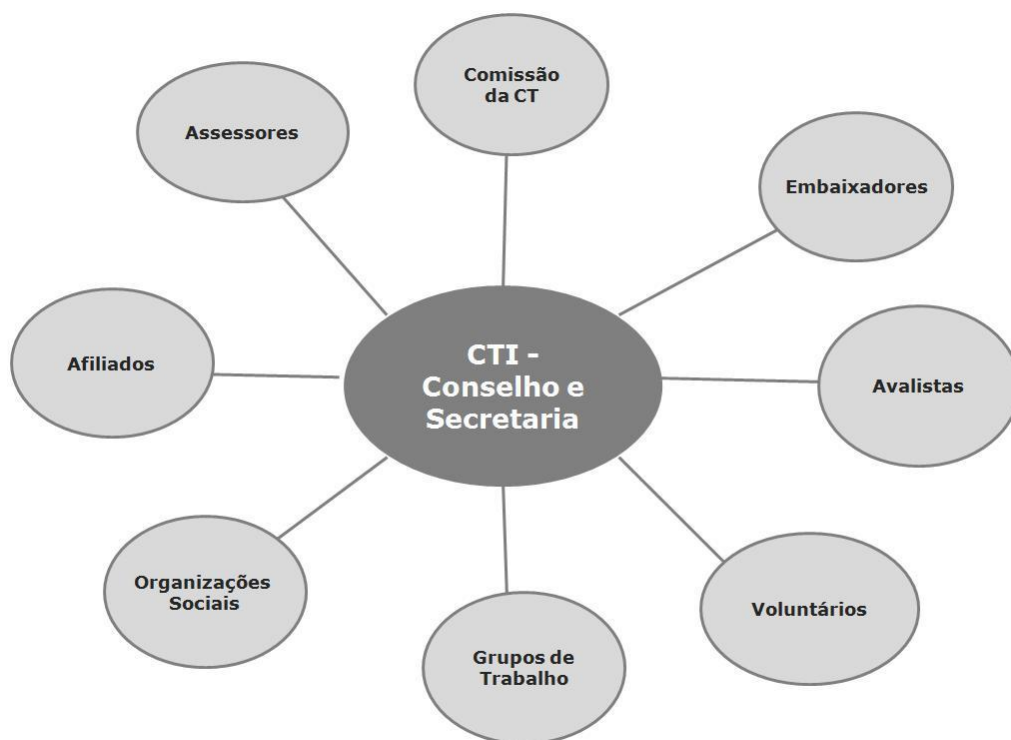 Comissão
da CT
Assessores
Embaixadores
Afiliados
CTI -
Conselho e
Secretaria
Avalistas
Organizações
Sociais
Voluntários
Grupos de
Trabalho